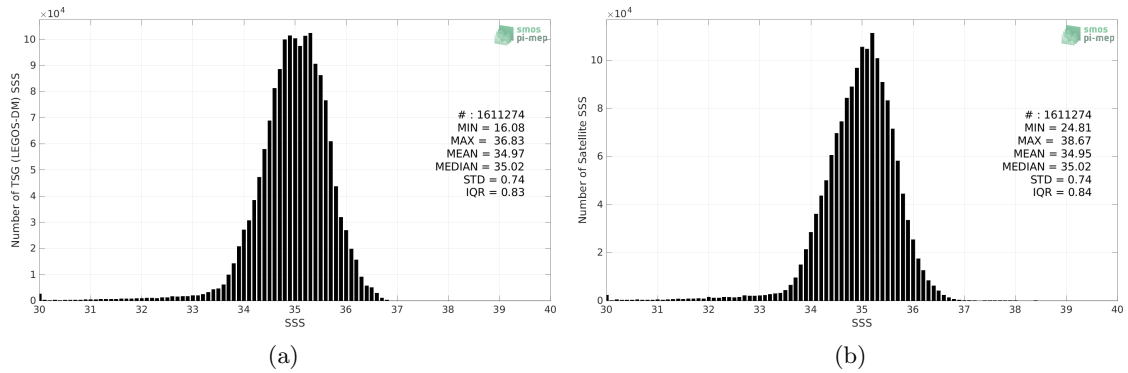 ×10⁴
smos
pi-mep
Number of TSG (LEGOS-DM) SSS
10
9
8
7
6
5
4
3
2
1
0
# : 1611274
MIN = 16.08
MAX = 36.83
MEAN = 34.97
MEDIAN = 35.02
STD = 0.74
IQR = 0.83
30 31 32 33 34 35 36 37 38 39 40
SSS
(a)
×10⁴
smos
pi-mep
Number of Satellite SSS
10
8
6
4
2
0
# : 1611274
MIN = 24.81
MAX = 38.67
MEAN = 34.95
MEDIAN = 35.02
STD = 0.74
IQR = 0.84
30 31 32 33 34 35 36 37 38 39 40
SSS
(b)